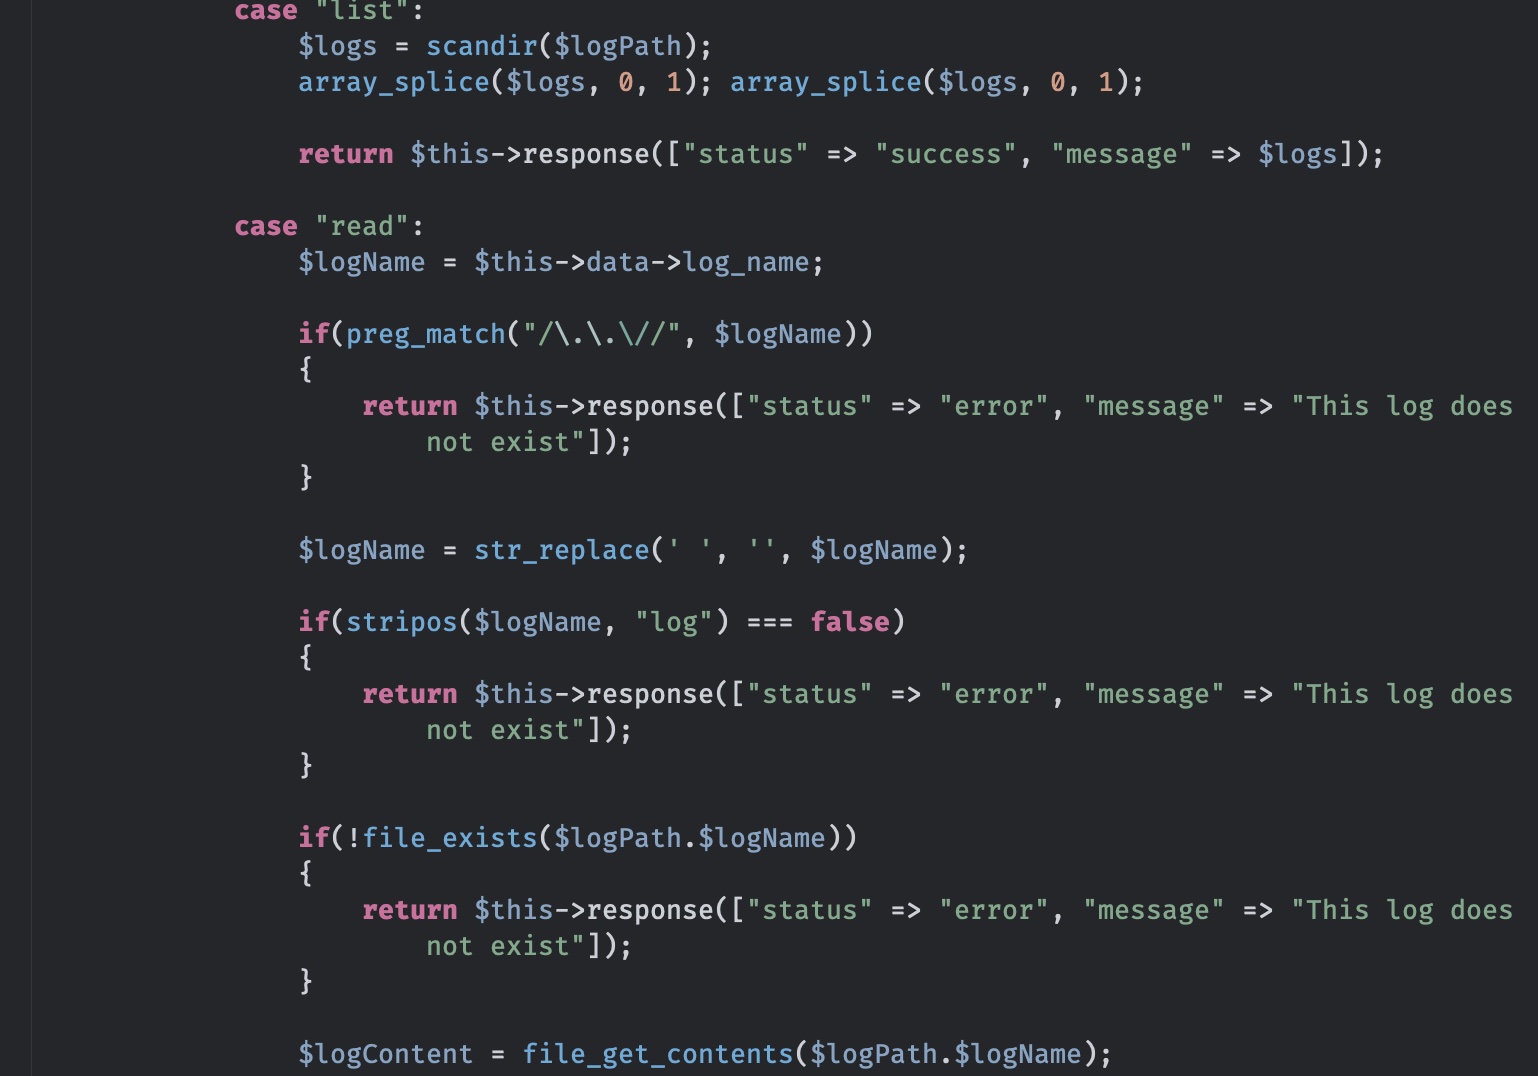 case "list":
$logs = scandir($logPath);
array_splice($logs, 0, 1); array_splice($logs, 0, 1);
return $this->response(["status" => "success", "message" => $logs]);
case "read":
$logName = $this->data->log_name;
if(preg_match("/\.\.\//", $logName))
{
return $this->response(["status" => "error", "message" => "This log does
not exist"]);
}
$logName = str_replace(' ', '', $logName);
if(stripos($logName, "log") === false)
{
return $this->response(["status" => "error", "message" => "This log does
not exist"]);
}
if(!file_exists($logPath.$logName))
{
return $this->response(["status" => "error", "message" => "This log does
not exist"]);
}
$logContent = file_get_contents($logPath.$logName);